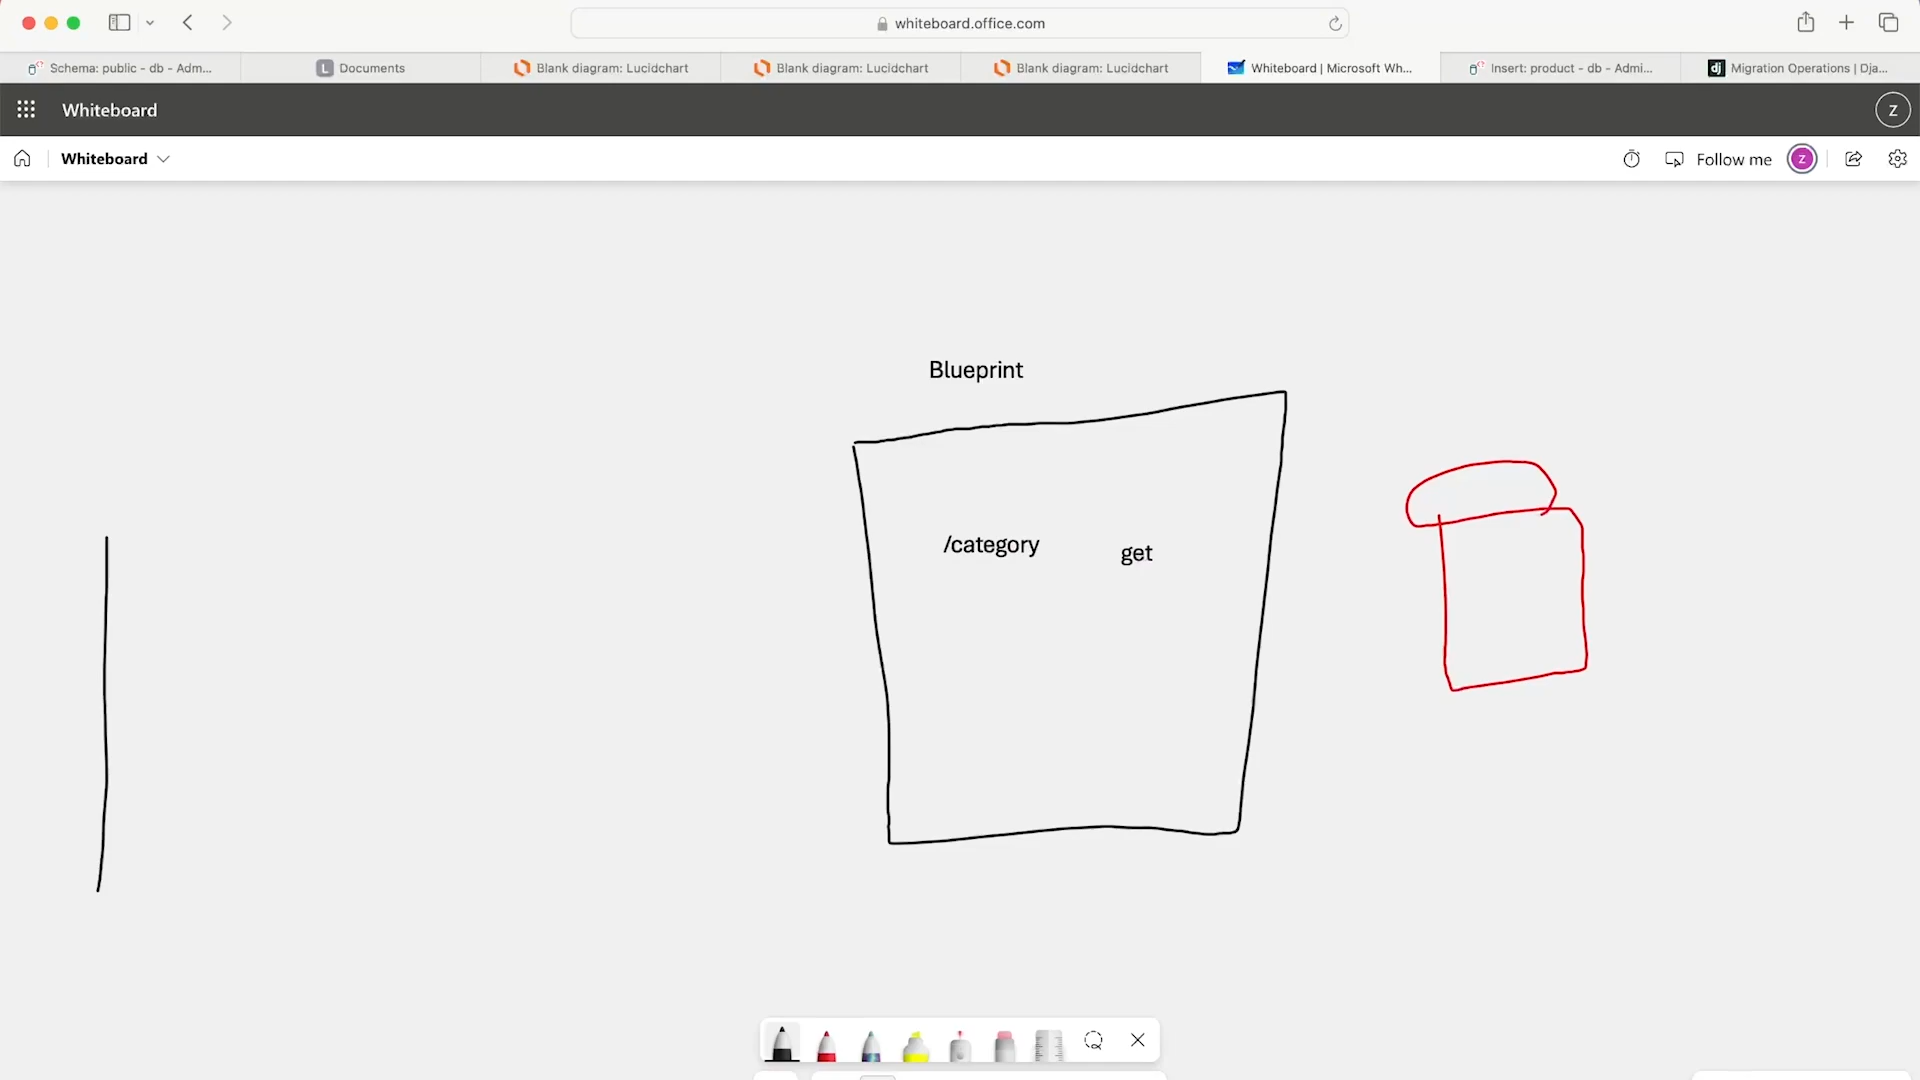 whiteboard.office.com
Schema: public - db - Adm...
L Documents
Blank diagram: Lucidchart
Blank diagram: Lucidchart
Blank diagram: Lucidchart
Whiteboard | Microsoft Wh...
Insert: product - db - Admi...
dj Migration Operations | Dja...
Whiteboard
Z
Whiteboard
Follow me
Z
Blueprint
/category
get